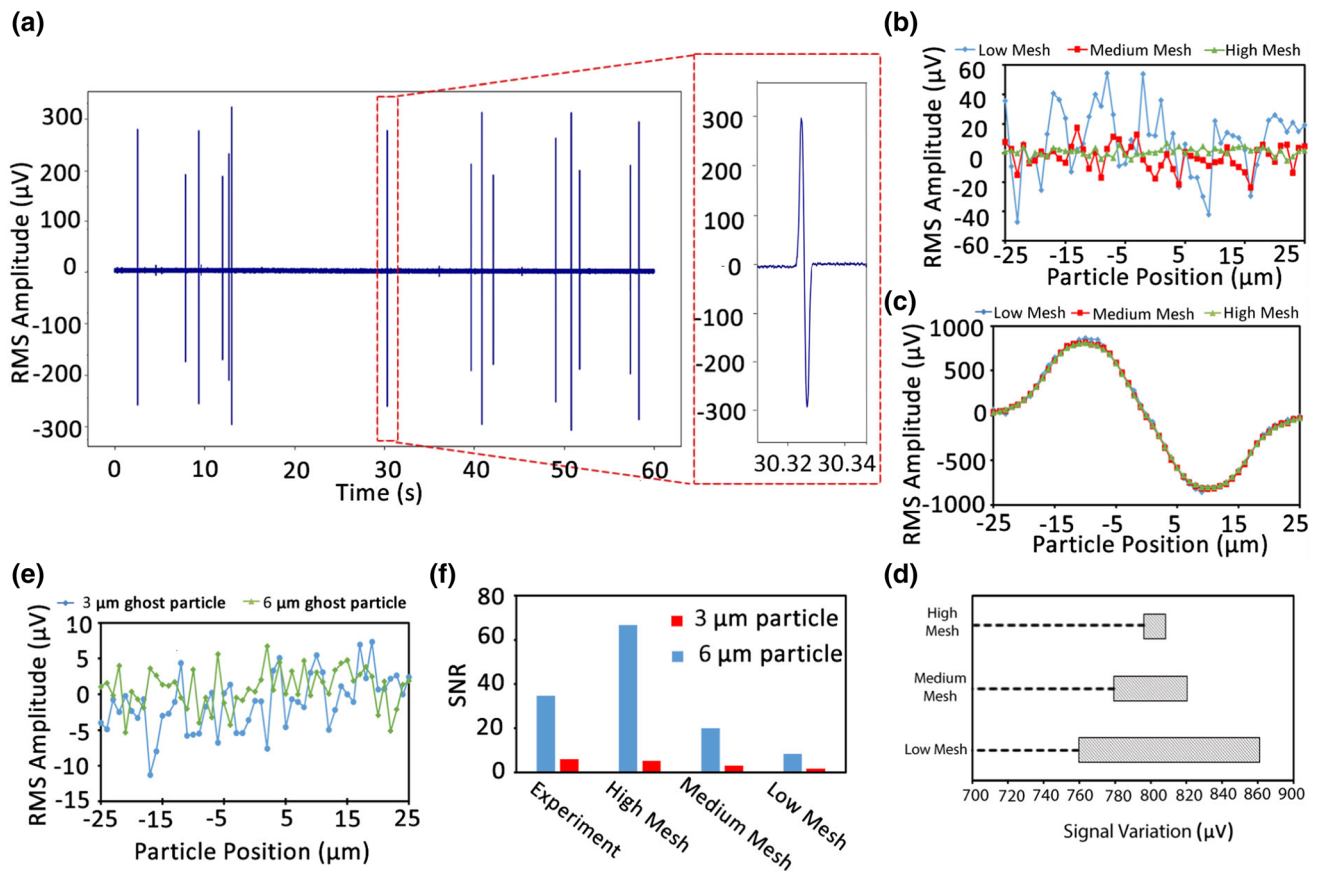 (a)
RMS Amplitude (µV)
300
200
100
0
-100
-200
-300
0 10 20 30 40 50 60
Time (s)
300
200
100
-0
-100
-200
-300
30.32 30.34
(b)
Low Mesh Medium Mesh High Mesh
RMS Amplitude (µV)
60
40
20
0
-20
-40
-60
-25 -15 -5 5 15 25
Particle Position (µm)
(c)
Low Mesh Medium Mesh High Mesh
RMS Amplitude (µV)
1000
500
0
-500
-1000
-25 -15 -5 5 15 25
Particle Position (µm)
(e)
3 µm ghost particle 6 µm ghost particle
RMS Amplitude (µV)
10
5
0
-5
-10
-15
-25 -15 -5 5 15 25
Particle Position (µm)
(f)
SNR
80
60
40
20
0
3 µm particle
6 µm particle
Experiment
High Mesh
Medium Mesh
Low Mesh
(d)
High
Mesh
Medium
Mesh
Low Mesh
700 720 740 760 780 800 820 840 860 900
Signal Variation (µV)